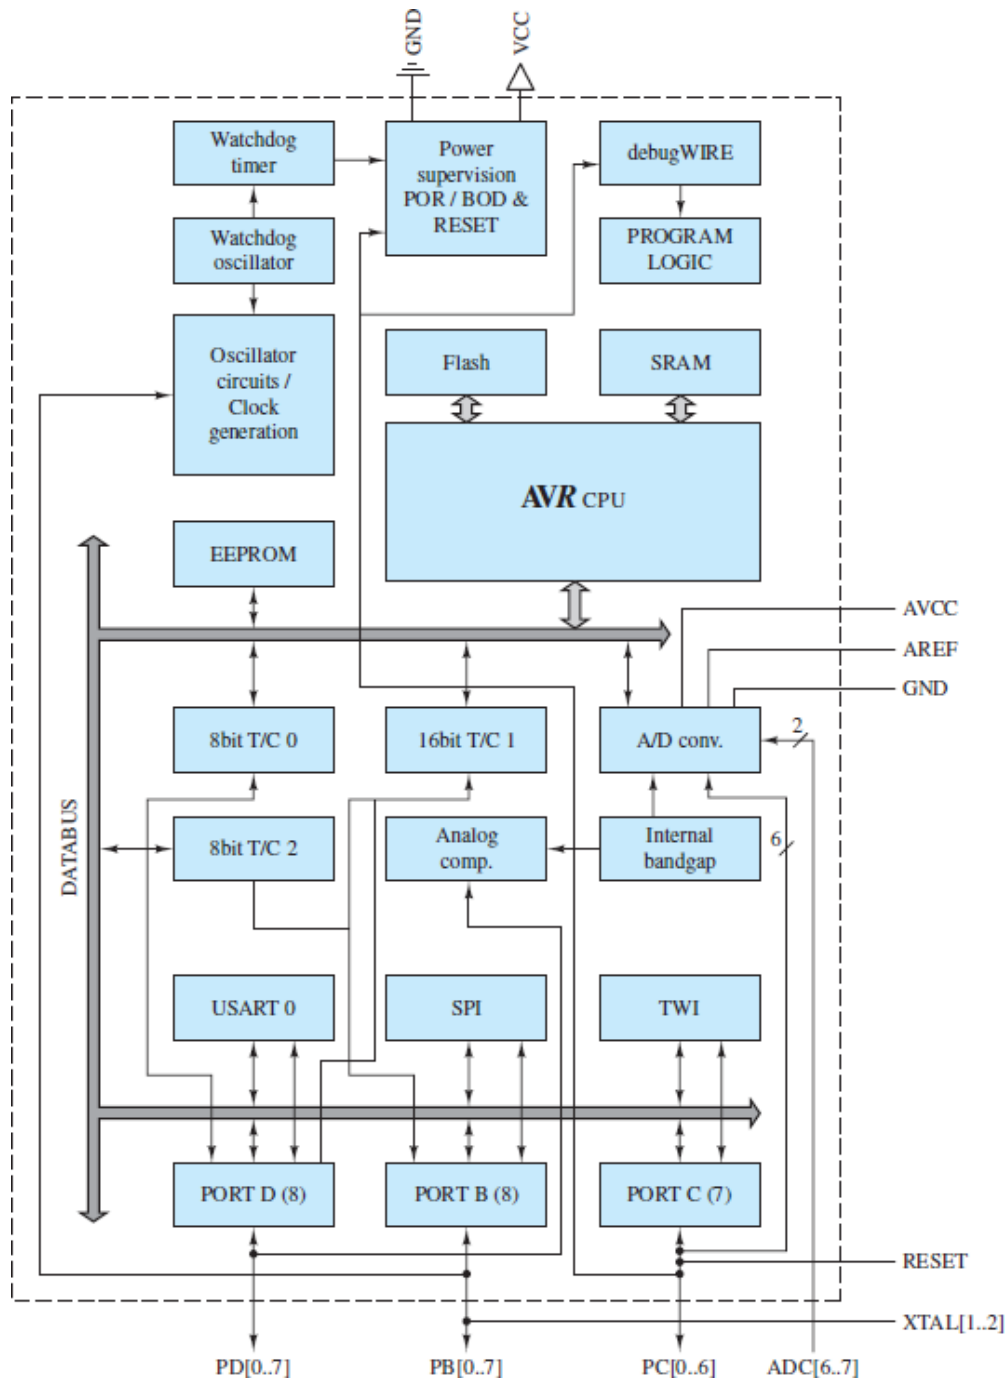 GND
VCC
Watchdog
timer
Power
supervision
POR / BOD &
RESET
debugWIRE
Watchdog
oscillator
PROGRAM
LOGIC
Oscillator
circuits /
Clock
generation
Flash
SRAM
AVR CPU
EEPROM
AVCC
AREF
GND
8bit T/C 0
16bit T/C 1
A/D conv.
2
DATABUS
8bit T/C 2
Analog
comp.
Internal
bandgap
6
USART 0
SPI
TWI
PORT D (8)
PORT B (8)
PORT C (7)
RESET
XTAL[1..2]
PD[0..7]
PB[0..7]
PC[0..6]
ADC[6..7]